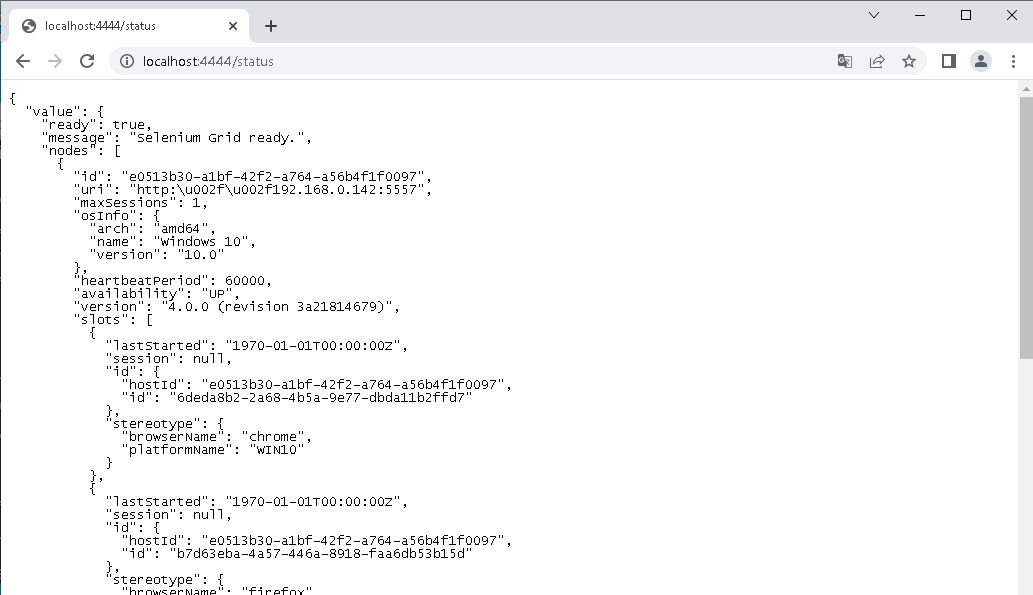 localhost:4444/status
localhost:4444/status
{
  "value": {
    "ready": true,
    "message": "Selenium Grid ready.",
    "nodes": [
      {
        "id": "e0513b30-a1bf-42f2-a764-a56b4f1f0097",
        "uri": "http:\u002f\u002f192.168.0.142:5557",
        "maxSessions": 1,
        "osInfo": {
          "arch": "amd64",
          "name": "Windows 10",
          "version": "10.0"
        },
        "heartbeatPeriod": 60000,
        "availability": "UP",
        "version": "4.0.0 (revision 3a21814679)",
        "slots": [
          {
            "lastStarted": "1970-01-01T00:00:00Z",
            "session": null,
            "id": {
              "hostId": "e0513b30-a1bf-42f2-a764-a56b4f1f0097",
              "id": "6deda8b2-2a68-4b5a-9e77-dbda11b2ffd7"
            },
            "stereotype": {
              "browserName": "chrome",
              "platformName": "WIN10"
            }
          },
          {
            "lastStarted": "1970-01-01T00:00:00Z",
            "session": null,
            "id": {
              "hostId": "e0513b30-a1bf-42f2-a764-a56b4f1f0097",
              "id": "b7d63eba-4a57-446a-8918-faa6db53b15d"
            },
            "stereotype": {
              "browserName": "firefox"